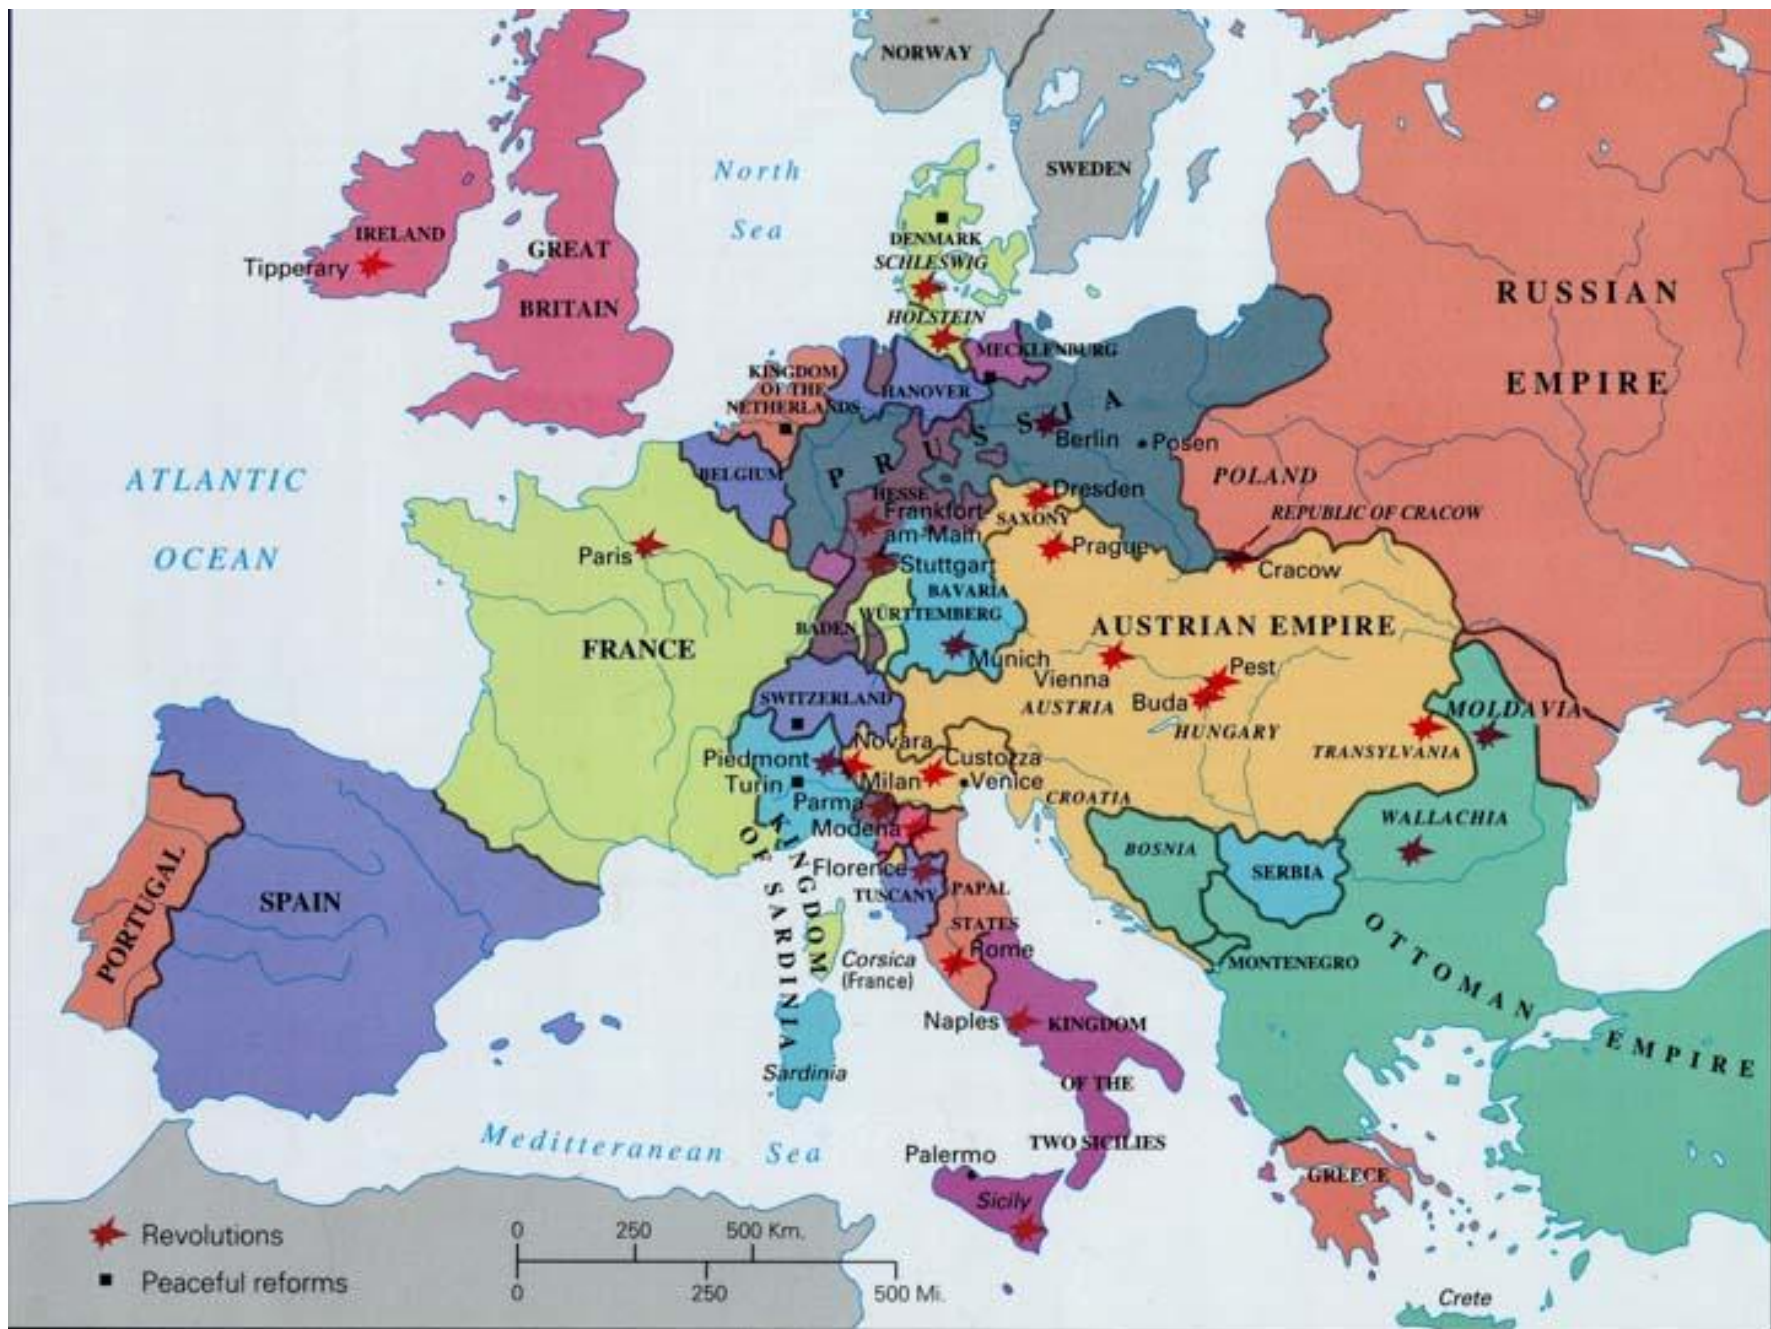 NORWAY
SWEDEN
North
Sea
IRELAND
Tipperary
GREAT
BRITAIN
DENMARK
SCHLESWIG
HOLSTEIN
MECKLENBURG
RUSSIAN
EMPIRE
KINGDOM
OF THE
NETHERLANDS
HANOVER
PRUSSIA
Berlin
Posen
ATLANTIC
OCEAN
BELGIUM
POLAND
HESSE
Dresden
Frankfort
am-Main
SAXONY
REPUBLIC OF CRACOW
Paris
Prague
Cracow
Stuttgart
BAVARIA
WÜRTTEMBERG
BADEN
AUSTRIAN EMPIRE
FRANCE
Munich
Vienna
Pest
Buda
AUSTRIA
HUNGARY
SWITZERLAND
MOLDAVIA
TRANSYLVANIA
Novara
Piedmont
Custozza
Turin
Milan
Venice
Parma
CROATIA
WALLACHIA
Modena
BOSNIA
SERBIA
Florence
TUSCANY
PAPAL
STATES
KINGDOM
OF SARDINIA
PORTUGAL
SPAIN
Rome
Corsica
(France)
MONTENEGRO
OTTOMAN
EMPIRE
Naples
KINGDOM
OF THE
TWO SICILIES
Sardinia
Meditteranean Sea
Palermo
Sicily
GREECE
Crete
Revolutions
Peaceful reforms
0 250 500 Km.
0 250 500 Mi.